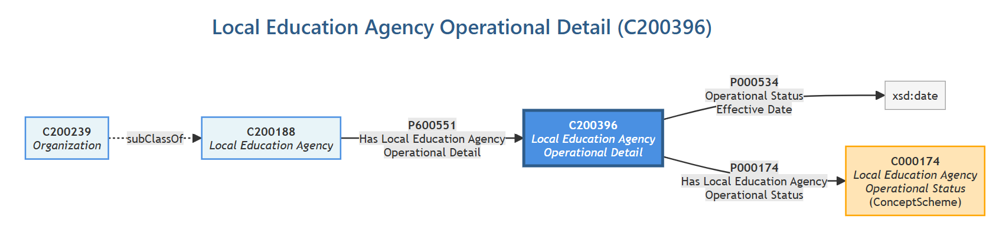 Local Education Agency Operational Detail (C200396)
C200239
Organization
subClassOf
C200188
Local Education Agency
P600551
Has Local Education Agency
Operational Detail
C200396
Local Education Agency
Operational Detail
P000534
Operational Status
Effective Date
xsd:date
P000174
Has Local Education Agency
Operational Status
C000174
Local Education Agency
Operational Status
(ConceptScheme)